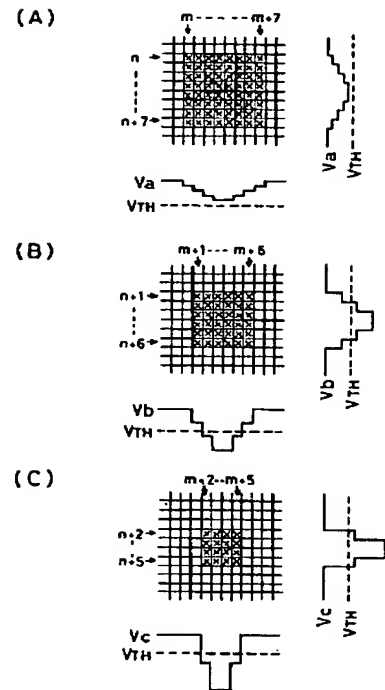 (A)
m - - - - - m+7
n
n+7
Va
VTH
Va
VTH
(B)
m+1 - - - m+6
n+1
n+6
Vb
VTH
Vb
VTH
(C)
m+2 -- m+5
n+2
n+5
Vc
VTH
Vc
VTH